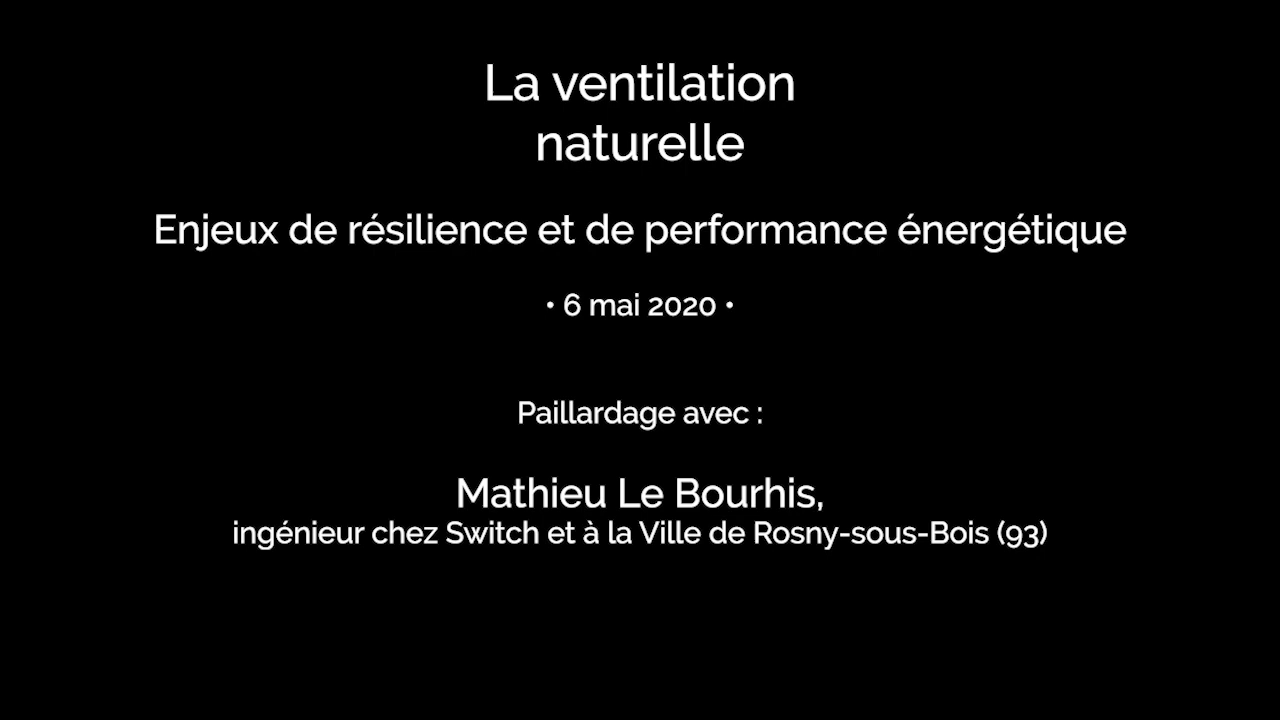 La ventilation
naturelle
Enjeux de résilience et de performance énergétique
• 6 mai 2020 •
Paillardage avec :
Mathieu Le Bourhis,
ingénieur chez Switch et à la Ville de Rosny-sous-Bois (93)